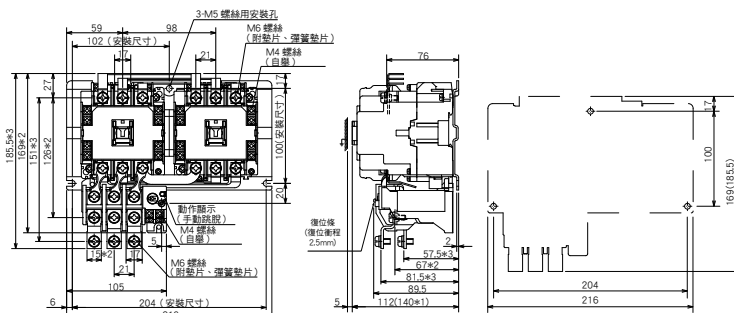 59
98
3-M5 螺絲用安裝孔
M6 螺絲
(附墊片、彈簧墊片)
M4 螺絲
(自舉)
102 (安裝尺寸)
17
21
27
17
185.5*3
169*2
151*3
126*2
100(安裝尺寸)
20
動作顯示
(手動跳脫)
M4 螺絲
(自舉)
5
M6 螺絲
(附墊片、彈簧墊片)
15*2
17
21
105
6
204 (安裝尺寸)
76
復位條
(復位衝程
2.5mm)
2
57.5*3
67*2
81.5*3
89.5
5
112(140*1)
17
100
169(185.5)
204
216